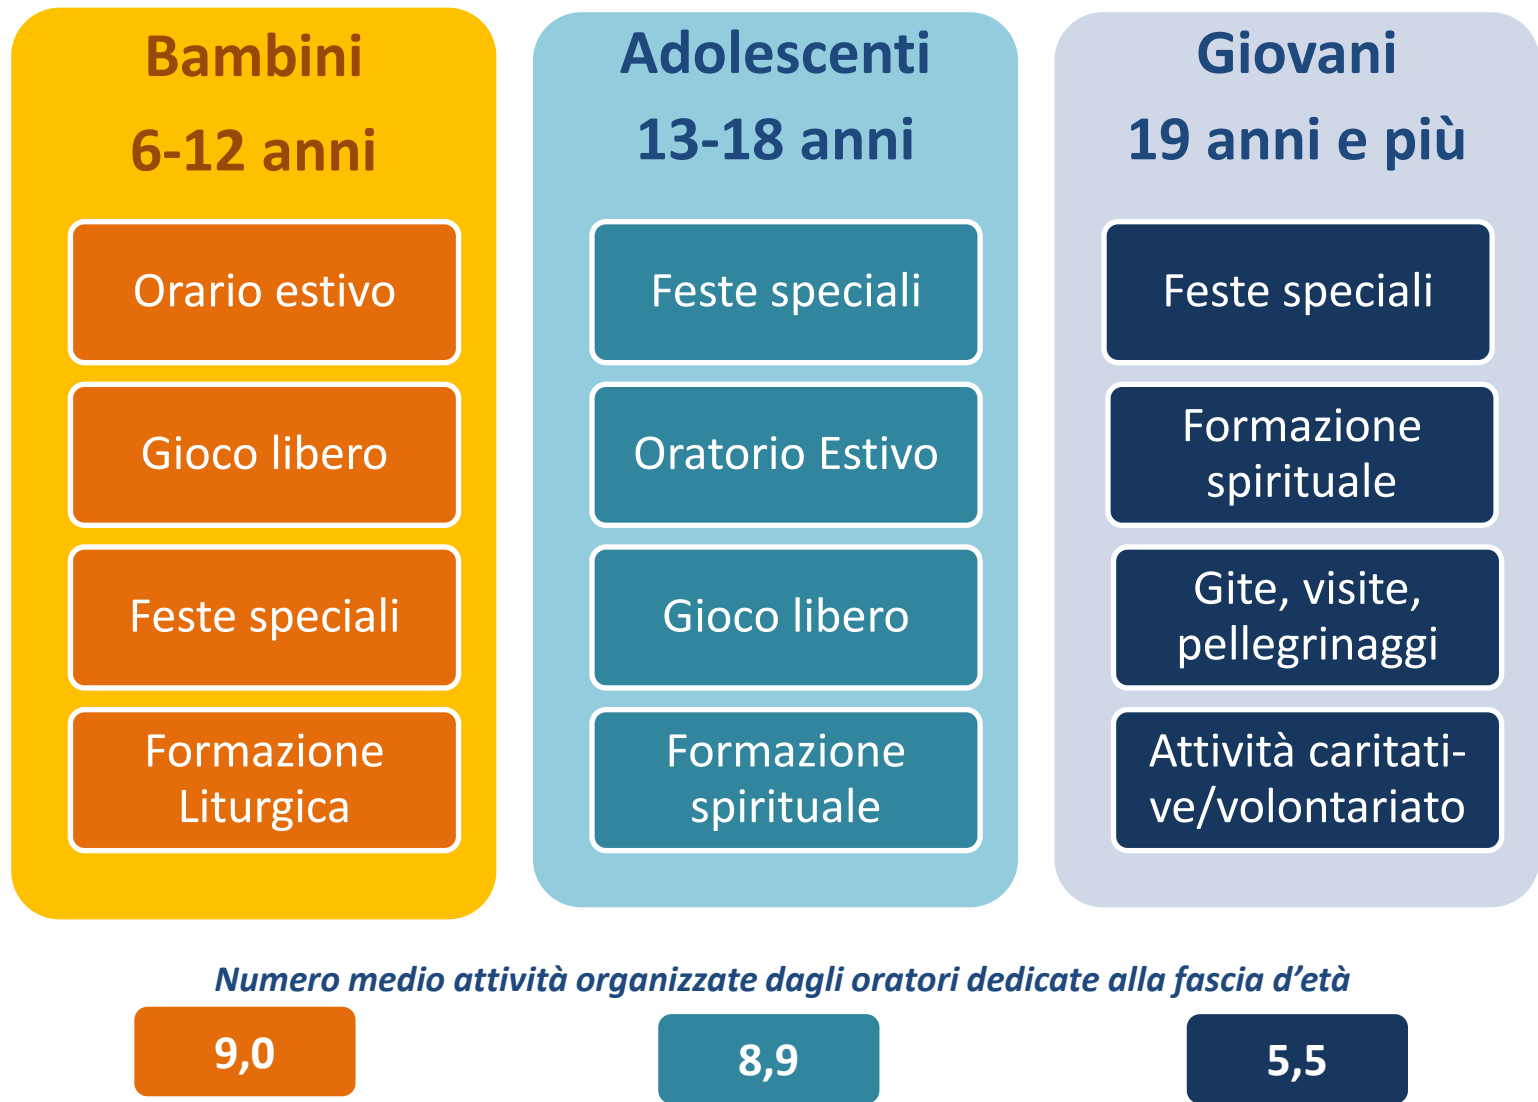 Bambini
6-12 anni
Orario estivo
Gioco libero
Feste speciali
Formazione
Liturgica
Adolescenti
13-18 anni
Feste speciali
Oratorio Estivo
Gioco libero
Formazione
spirituale
Giovani
19 anni e più
Feste speciali
Formazione
spirituale
Gite, visite,
pellegrinaggi
Attività caritati-
ve/volontariato
Numero medio attività organizzate dagli oratori dedicate alla fascia d’età
9,0
8,9
5,5